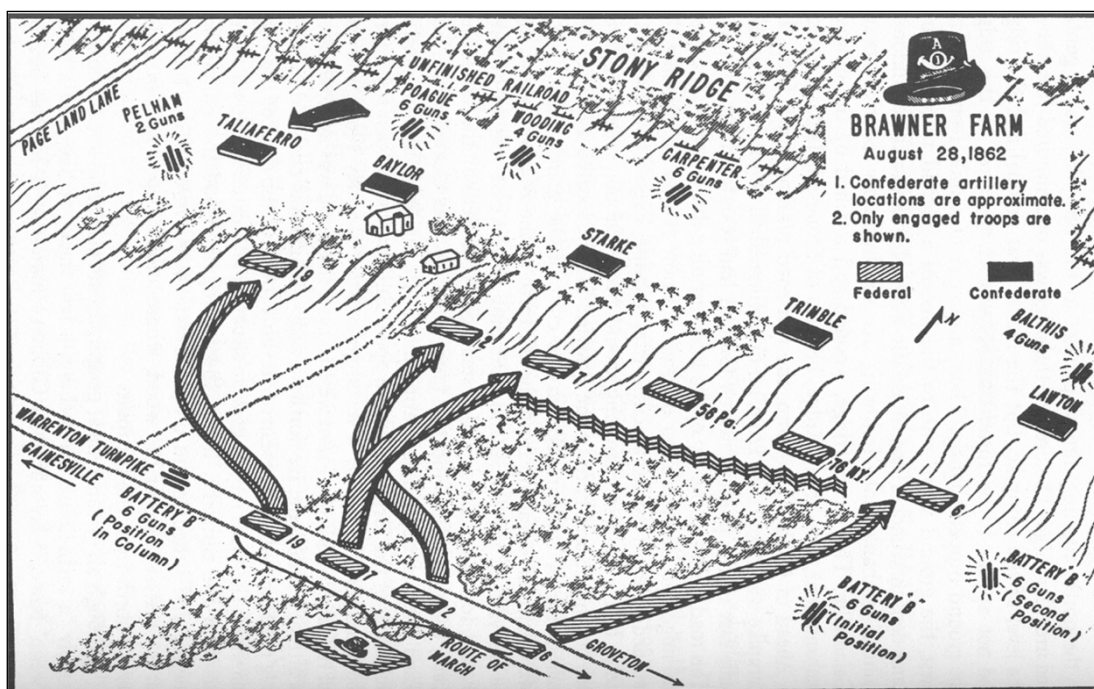 STONY RIDGE
UNFINISHED RAILROAD
PAGE LAND LANE
PELHAM
2 Guns
TALIAFERRO
POAGUE
6 Guns
WOODING
4 Guns
BAYLOR
CARPENTER
6 Guns
A
BRAWNER FARM
August 28,1862
1. Confederate artillery
locations are approximate.
2. Only engaged troops are
shown.
Federal
Confederate
N
STARKE
TRIMBLE
BALTHIS
4 Guns
LAWTON
19
2
7
56 Pa.
76 N.Y.
6
WARRENTON TURNPIKE
GAINESVILLE
BATTERY "B"
6 Guns
(Position
In Column)
19
7
2
6
ROUTE OF
MARCH
GROVETON
BATTERY "B"
6 Guns
(Initial
Position)
BATTERY "B"
6 Guns
(Second
Position)